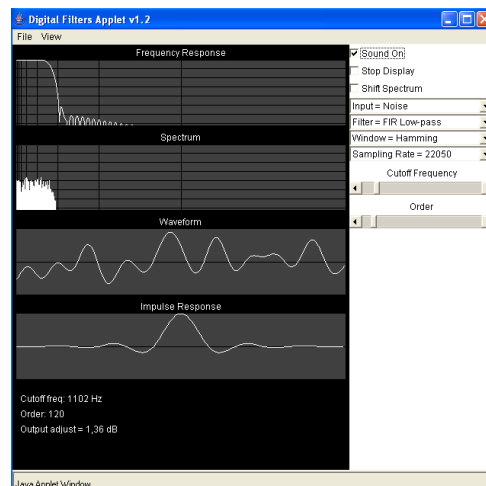 Digital Filters Applet v1.2
File View
Frequency Response
Spectrum
Waveform
Impulse Response
Cutoff freq: 1102 Hz
Order: 120
Output adjust = 1,36 dB
Sound On
Stop Display
Shift Spectrum
Input = Noise
Filter = FIR Low-pass
Window = Hamming
Sampling Rate = 22050
Cutoff Frequency
Order
Java Applet Window